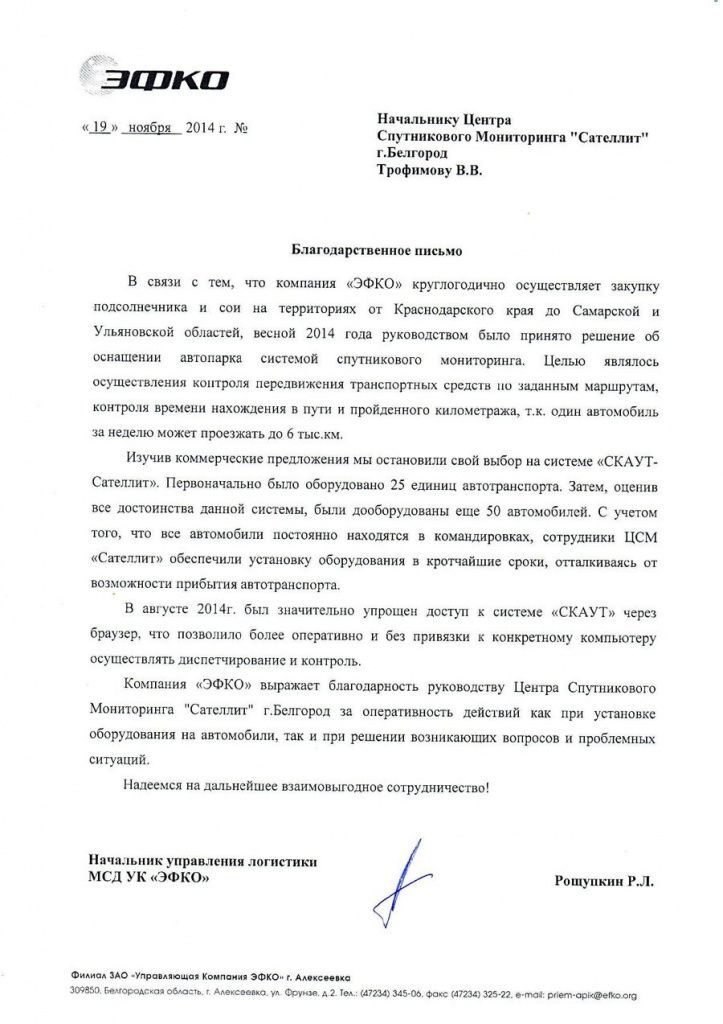 ЭФКО
« 19 » ноября 2014 г. №
Начальнику Центра
Спутникового Мониторинга "Сателлит"
г.Белгород
Трофимову В.В.
Благодарственное письмо
В связи с тем, что компания «ЭФКО» круглогодично осуществляет закупку
подсолнечника и сои на территориях от Краснодарского края до Самарской и
Ульяновской областей, весной 2014 года руководством было принято решение об
оснащении автопарка системой спутникового мониторинга. Целью являлось
осуществления контроля передвижения транспортных средств по заданным маршрутам,
контроля времени нахождения в пути и пройденного километража, т.к. один автомобиль
за неделю может проезжать до 6 тыс.км.
Изучив коммерческие предложения мы остановили свой выбор на системе «СКАУТ-
Сателлит». Первоначально было оборудовано 25 единиц автотранспорта. Затем, оценив
все достоинства данной системы, были дооборудованы еще 50 автомобилей. С учетом
того, что все автомобили постоянно находятся в командировках, сотрудники ЦСМ
«Сателлит» обеспечили установку оборудования в кротчайшие сроки, отталкиваясь от
возможности прибытия автотранспорта.
В августе 2014г. был значительно упрощен доступ к системе «СКАУТ» через
браузер, что позволило более оперативно и без привязки к конкретному компьютеру
осуществлять диспетчирование и контроль.
Компания «ЭФКО» выражает благодарность руководству Центра Спутникового
Мониторинга "Сателлит" г.Белгород за оперативность действий как при установке
оборудования на автомобили, так и при решении возникающих вопросов и проблемных
ситуаций.
Надеемся на дальнейшее взаимовыгодное сотрудничество!
Начальник управления логистики
МСД УК «ЭФКО»
Рощупкин Р.Л.
Филиал ЗАО «Управляющая Компания ЭФКО» г. Алексеевка
309850, Белгородская область, г. Алексеевка, ул. Фрунзе, д.2. Тел.: (47234) 345-06, факс (47234) 325-22, e-mail: priem-apik@efko.org